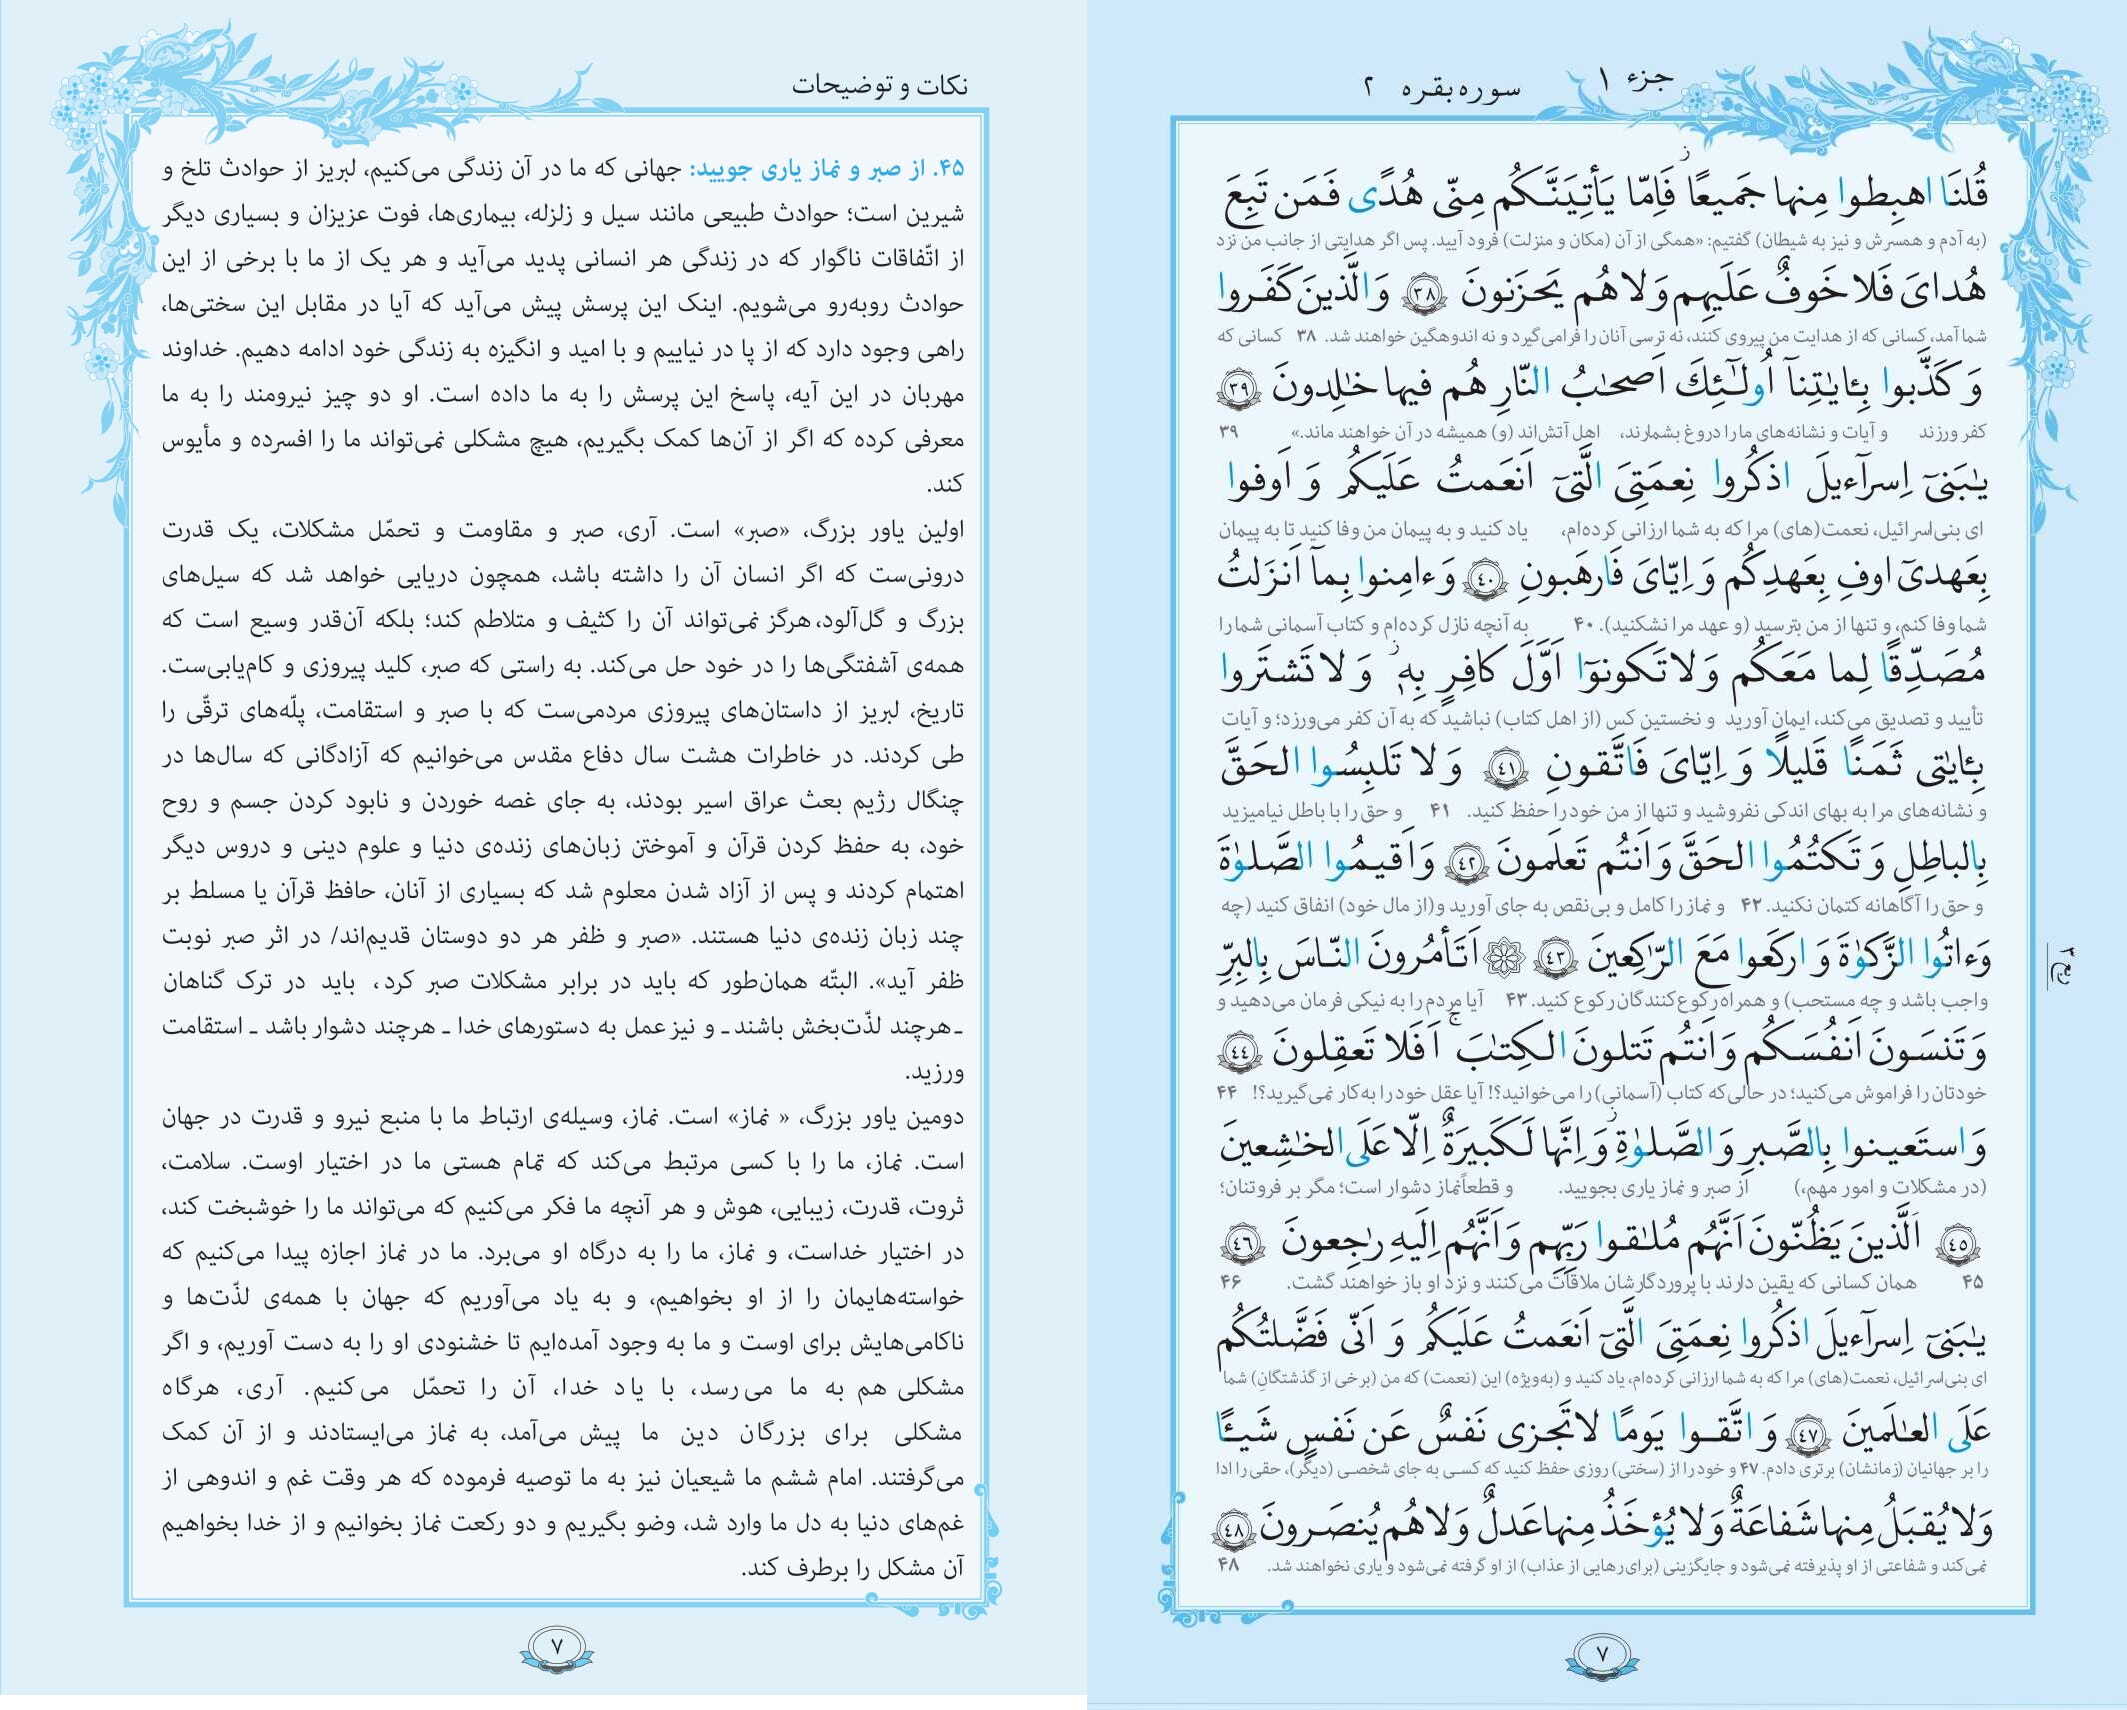 جزء ۱
سوره بقره ۲
قُلنَا اهبِطوا مِنها جَميعًا فَاِمّا يَأتِيَنَّكُم مِنّى هُدًى فَمَن تَبِعَ
(به آدم و همسرش و نیز به شیطان) گفتیم: «همگی از آن (مکان و منزلت) فرود آیید. پس اگر هدایتی از جانب من نزد
هُداىَ فَلا خَوفٌ عَلَيهِم وَلا هُم يَحزَنونَ ﴿٣٨﴾ وَالَّذينَ كَفَروا
شما آمد، کسانی که از هدایت من پیروی کنند، نه ترسی آنان را فرامی‌گیرد و نه اندوهگین خواهند شد. ۳۸ کسانی که
وَ كَذَّبوا بِـٔايٰتِنآ اُولٰٓئِكَ اَصحٰبُ النّارِ هُم فيها خٰلِدونَ ﴿٣٩﴾
کفر ورزند و آیات و نشانه‌های ما را دروغ بشمارند، اهل آتش‌اند (و) همیشه در آن خواهند ماند.» ۳۹
يٰبَنىٓ اِسرآءيلَ اذكُروا نِعمَتِىَ الَّتىٓ اَنعَمتُ عَلَيكُم وَ اَوفوا
ای بنی‌اسرائیل، نعمت(های) مرا که به شما ارزانی کرده‌ام، یاد کنید و به پیمان من وفا کنید تا به پیمان
بِعَهدىٓ اوفِ بِعَهدِكُم وَ اِيّاىَ فَارهَبونِ ﴿٤٠﴾ وَ ءامِنوا بِمآ اَنزَلتُ
شما وفا کنم، و تنها از من بترسید (و عهد مرا نشکنید). ۴۰ به آنچه نازل کرده‌ام و کتاب آسمانی شما را
مُصَدِّقًا لِما مَعَكُم وَلا تَكونوٓا اَوَّلَ كافِرٍ بِهٖ وَلا تَشتَروا
تأیید و تصدیق می‌کند، ایمان آورید و نخستین کس (از اهل کتاب) نباشید که به آن کفر می‌ورزد؛ و آیات
بِـٔايٰتى ثَمَنًا قَليلًا وَ اِيّاىَ فَاتَّقونِ ﴿٤١﴾ وَ لا تَلبِسُوا الحَقَّ
و نشانه‌های مرا به بهای اندکی نفروشید و تنها از من خود را حفظ کنید. ۴۱ و حق را با باطل نیامیزید
بِالباطِلِ وَ تَكتُمُوا الحَقَّ وَ اَنتُم تَعلَمونَ ﴿٤٢﴾ وَ اَقيمُوا الصَّلوٰةَ
و حق را آگاهانه کتمان نکنید. ۴۲ و نماز را کامل و بی‌نقص به جای آورید و(از مال خود) انفاق کنید (چه
وَ ءاتُوا الزَّكوٰةَ وَ اركَعوا مَعَ الرّٰكِعينَ ﴿٤٣﴾ ۞ اَتَأمُرونَ النّاسَ بِالبِرِّ
واجب باشد و چه مستحب) و همراه رکوع‌کنندگان رکوع کنید. ۴۳ آیا مردم را به نیکی فرمان می‌دهید و
وَ تَنسَونَ اَنفُسَكُم وَ اَنتُم تَتلونَ الكِتٰبَ ۚ اَفَلا تَعقِلونَ ﴿٤٤﴾
خودتان را فراموش می‌کنید؛ در حالی‌که کتاب (آسمانی) را می‌خوانید؟! آیا عقل خود را به‌کار نمی‌گیرید؟! ۴۴
وَ استَعينوا بِالصَّبرِ وَ الصَّلوٰةِ وَ اِنَّها لَكَبيرَةٌ اِلّا عَلَى الخٰشِعينَ
(در مشکلات و امور مهم،) از صبر و نماز یاری بجویید. و قطعاً نماز دشوار است؛ مگر بر فروتنان؛
﴿٤٥﴾ اَلَّذينَ يَظُنّونَ اَنَّهُم مُلٰقوا رَبِّهِم وَ اَنَّهُم اِلَيهِ رٰجِعونَ ﴿٤٦﴾
۴۵ همان کسانی که یقین دارند با پروردگارشان ملاقات می‌کنند و نزد او باز خواهند گشت. ۴۶
يٰبَنىٓ اِسرآءيلَ اذكُروا نِعمَتِىَ الَّتىٓ اَنعَمتُ عَلَيكُم وَ اَنّى فَضَّلتُكُم
ای بنی‌اسرائیل، نعمت(های) مرا که به شما ارزانی کرده‌ام، یاد کنید و (به‌ویژه) این (نعمت) که من (برخی از گذشتگان) شما
عَلَى العٰلَمينَ ﴿٤٧﴾ وَ اتَّقوا يَومًا لا تَجزى نَفسٌ عَن نَفسٍ شَيـًٔا
را بر جهانیان (زمانشان) برتری دادم. ۴۷ و خود را از (سختی) روزی حفظ کنید که کسی به جای شخصی (دیگر)، حقی را ادا
وَلا يُقبَلُ مِنها شَفاعَةٌ وَلا يُؤخَذُ مِنها عَدلٌ وَلا هُم يُنصَرونَ ﴿٤٨﴾
نمی‌کند و شفاعتی از او پذیرفته نمی‌شود و جایگزینی (برای رهایی از عذاب) از او گرفته نمی‌شود و یاری نخواهند شد. ۴۸
ربع ۳
۷
نکات و توضیحات
۴۵. از صبر و نماز یاری جویید: جهانی که ما در آن زندگی می‌کنیم، لبریز از حوادث تلخ و
شیرین است؛ حوادث طبیعی مانند سیل و زلزله، بیماری‌ها، فوت عزیزان و بسیاری دیگر
از اتّفاقات ناگوار که در زندگی هر انسانی پدید می‌آید و هر یک از ما با برخی از این
حوادث روبه‌رو می‌شویم. اینک این پرسش پیش می‌آید که آیا در مقابل این سختی‌ها،
راهی وجود دارد که از پا در نیاییم و با امید و انگیزه به زندگی خود ادامه دهیم. خداوند
مهربان در این آیه، پاسخ این پرسش را به ما داده است. او دو چیز نیرومند را به ما
معرفی کرده که اگر از آن‌ها کمک بگیریم، هیچ مشکلی نمی‌تواند ما را افسرده و مأیوس
کند.
اولین یاور بزرگ، «صبر» است. آری، صبر و مقاومت و تحمّل مشکلات، یک قدرت
درونی‌ست که اگر انسان آن را داشته باشد، همچون دریایی خواهد شد که سیل‌های
بزرگ و گل‌آلود، هرگز نمی‌تواند آن را کثیف و متلاطم کند؛ بلکه آن‌قدر وسیع است که
همه‌ی آشفتگی‌ها را در خود حل می‌کند. به راستی که صبر، کلید پیروزی و کام‌یابی‌ست.
تاریخ، لبریز از داستان‌های پیروزی مردمی‌ست که با صبر و استقامت، پلّه‌های ترقّی را
طی کردند. در خاطرات هشت سال دفاع مقدس می‌خوانیم که آزادگانی که سال‌ها در
چنگال رژیم بعث عراق اسیر بودند، به جای غصه خوردن و نابود کردن جسم و روح
خود، به حفظ کردن قرآن و آموختن زبان‌های زنده‌ی دنیا و علوم دینی و دروس دیگر
اهتمام کردند و پس از آزاد شدن معلوم شد که بسیاری از آنان، حافظ قرآن یا مسلط بر
چند زبان زنده‌ی دنیا هستند. «صبر و ظفر هر دو دوستان قدیم‌اند/ در اثر صبر نوبت
ظفر آید». البتّه همان‌طور که باید در برابر مشکلات صبر کرد، باید در ترک گناهان
ـ هرچند لذّت‌بخش باشند ـ و نیز عمل به دستورهای خدا ـ هرچند دشوار باشد ـ استقامت
ورزید.
دومین یاور بزرگ، « نماز» است. نماز، وسیله‌ی ارتباط ما با منبع نیرو و قدرت در جهان
است. نماز، ما را با کسی مرتبط می‌کند که تمام هستی ما در اختیار اوست. سلامت،
ثروت، قدرت، زیبایی، هوش و هر آنچه ما فکر می‌کنیم که می‌تواند ما را خوشبخت کند،
در اختیار خداست، و نماز، ما را به درگاه او می‌برد. ما در نماز اجازه پیدا می‌کنیم که
خواسته‌هایمان را از او بخواهیم، و به یاد می‌آوریم که جهان با همه‌ی لذّت‌ها و
ناکامی‌هایش برای اوست و ما به وجود آمده‌ایم تا خشنودی او را به دست آوریم، و اگر
مشکلی هم به ما می‌رسد، با یاد خدا، آن را تحمّل می‌کنیم. آری، هرگاه
مشکلی برای بزرگان دین ما پیش می‌آمد، به نماز می‌ایستادند و از آن کمک
می‌گرفتند. امام ششم ما شیعیان نیز به ما توصیه فرموده که هر وقت غم و اندوهی از
غم‌های دنیا به دل ما وارد شد، وضو بگیریم و دو رکعت نماز بخوانیم و از خدا بخواهیم
آن مشکل را برطرف کند.
۷